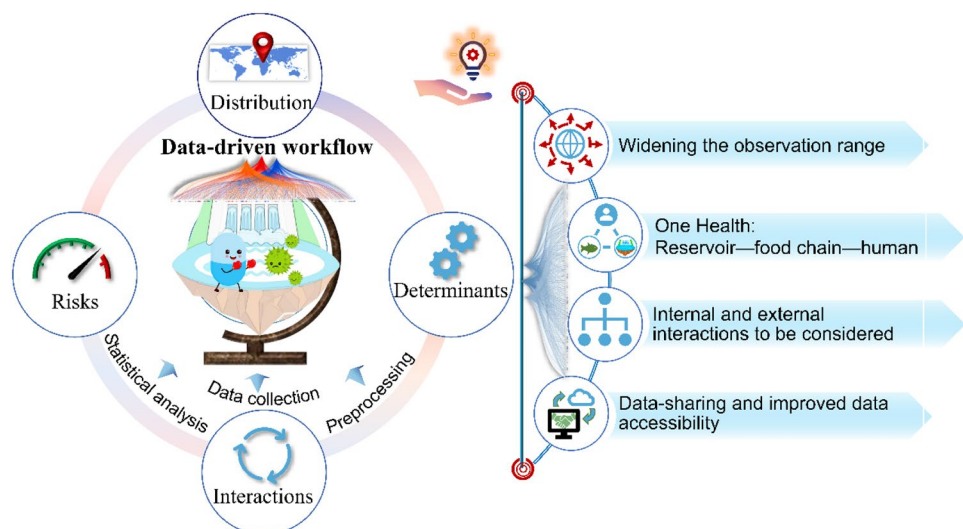 Distribution
Data-driven workflow
Risks
Determinants
Statistical analysis
Data collection
Preprocessing
Interactions
Widening the observation range
One Health:
Reservoir—food chain—human
Internal and external
interactions to be considered
Data-sharing and improved data
accessibility